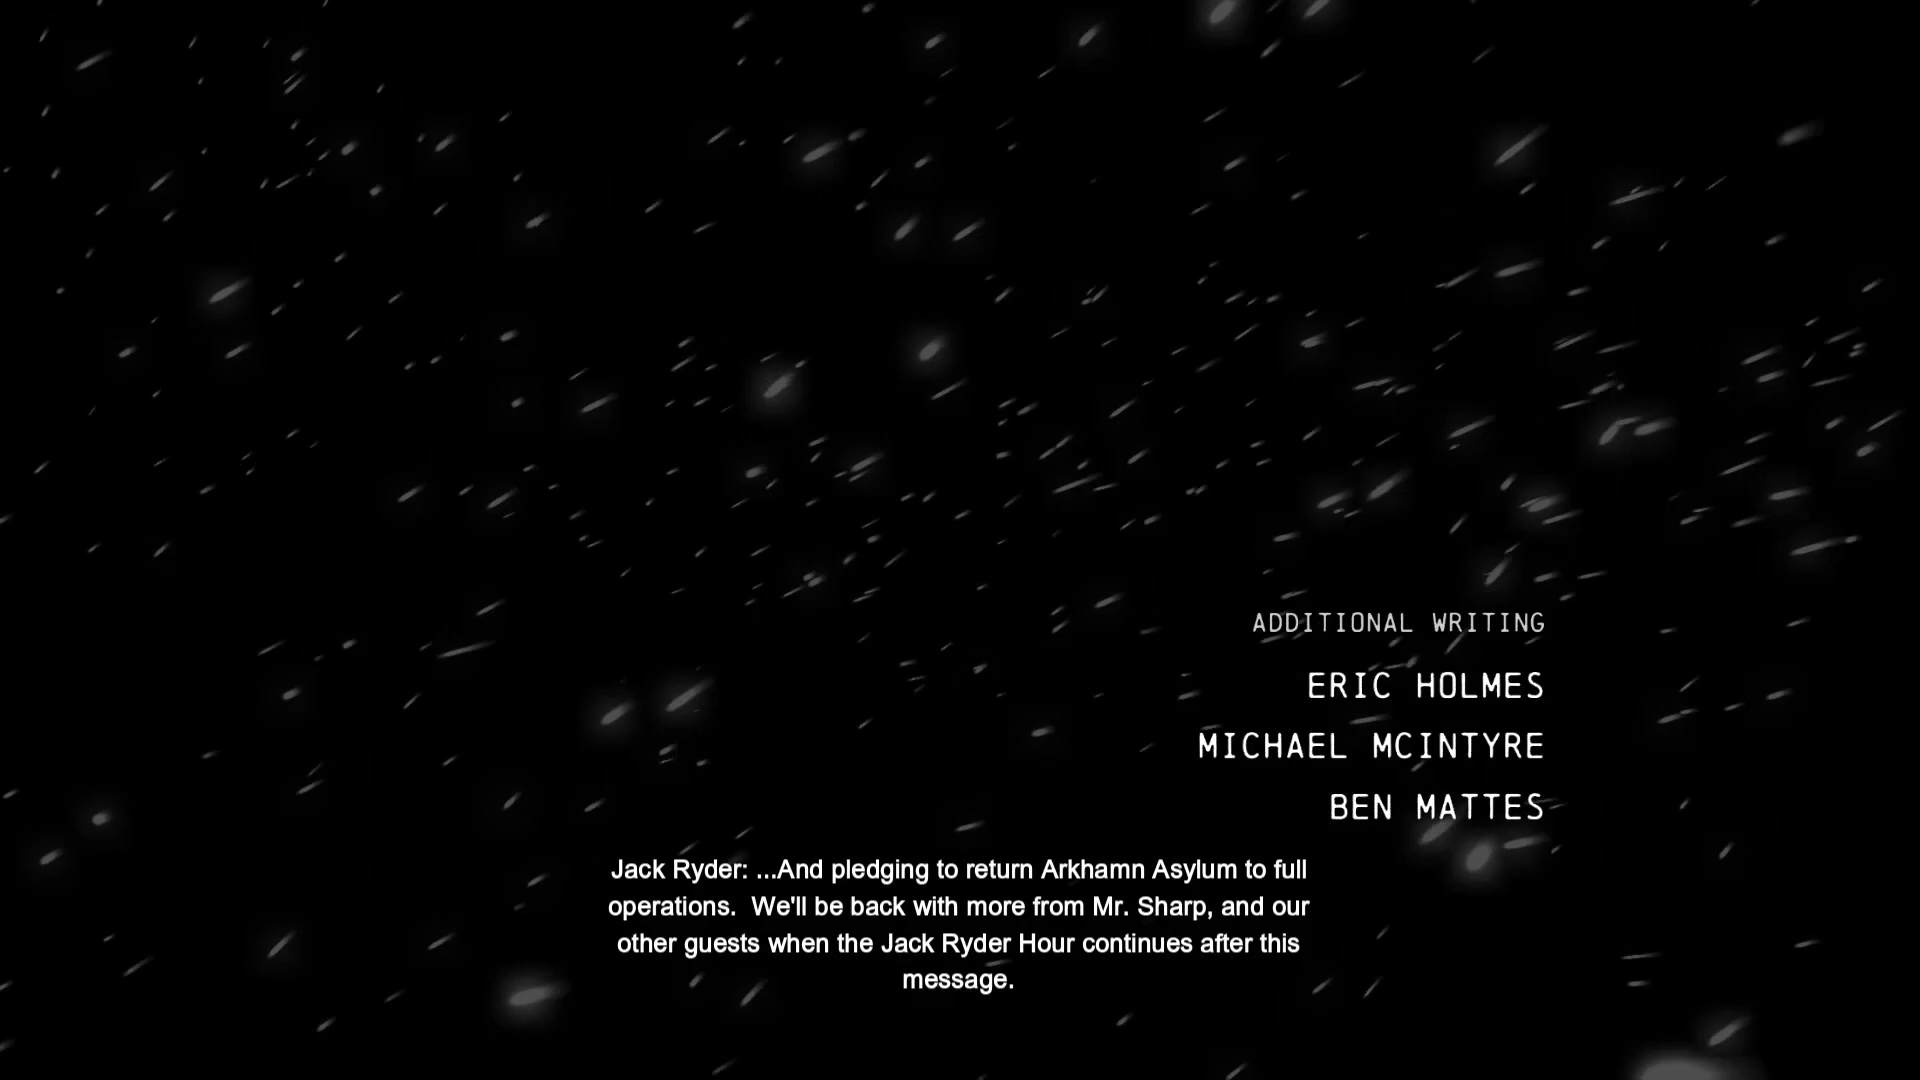 ADDITIONAL WRITING
ERIC HOLMES
MICHAEL MCINTYRE
BEN MATTES
Jack Ryder: ...And pledging to return Arkhamn Asylum to full
operations.  We'll be back with more from Mr. Sharp, and our
other guests when the Jack Ryder Hour continues after this
message.